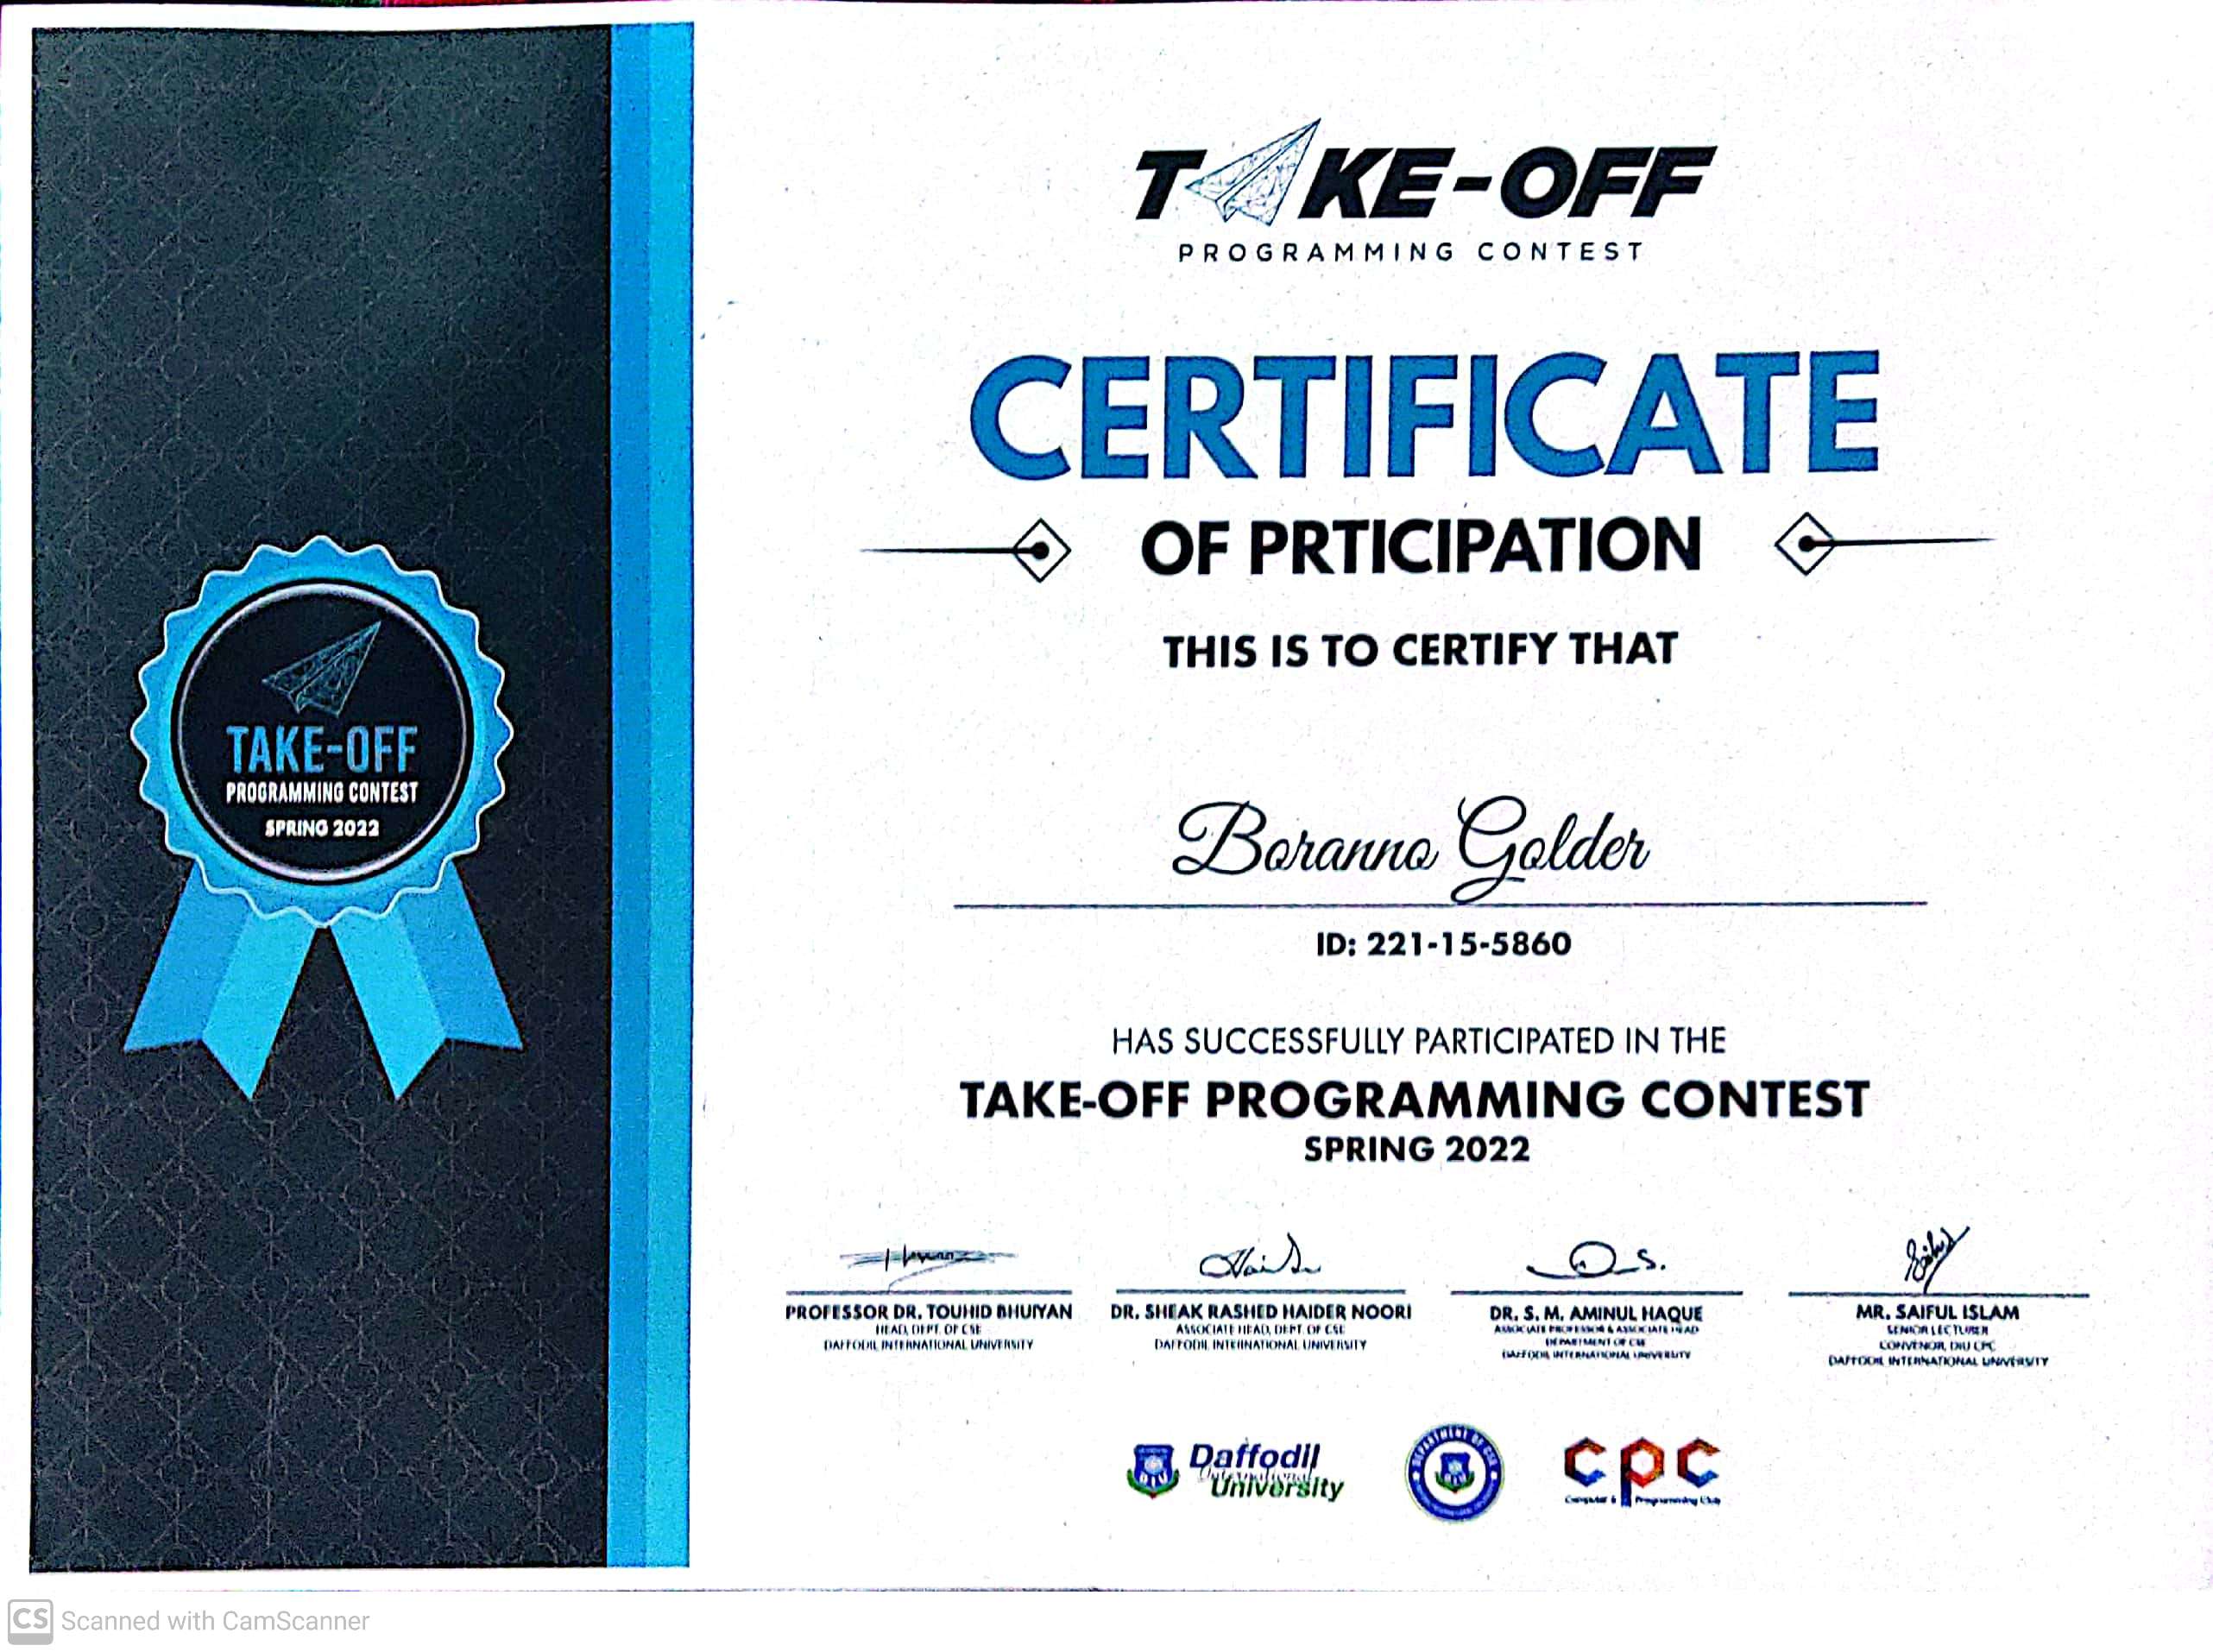 TAKE-OFF
PROGRAMMING CONTEST
CERTIFICATE
OF PRTICIPATION
THIS IS TO CERTIFY THAT
Boranno Golder
ID: 221-15-5860
HAS SUCCESSFULLY PARTICIPATED IN THE
TAKE-OFF PROGRAMMING CONTEST
SPRING 2022
TAKE-OFF
PROGRAMMING CONTEST
SPRING 2022
PROFESSOR DR. TOUHID BHUIYAN
HEAD, DEPT. OF CSE
DAFFODIL INTERNATIONAL UNIVERSITY
DR. SHEAK RASHED HAIDER NOORI
ASSOCIATE HEAD, DEPT. OF CSE
DAFFODIL INTERNATIONAL UNIVERSITY
DR. S. M. AMINUL HAQUE
ASSOCIATE PROFESSOR & ASSOCIATE HEAD
DEPARTMENT OF CSE
DAFFODIL INTERNATIONAL UNIVERSITY
MR. SAIFUL ISLAM
SENIOR LECTURER
CONVENOR, DIU CPC
DAFFODIL INTERNATIONAL UNIVERSITY
DIU
Daffodil
International
University
DEPARTMENT OF CSE
cpc
Computer & Programming Club
CS Scanned with CamScanner